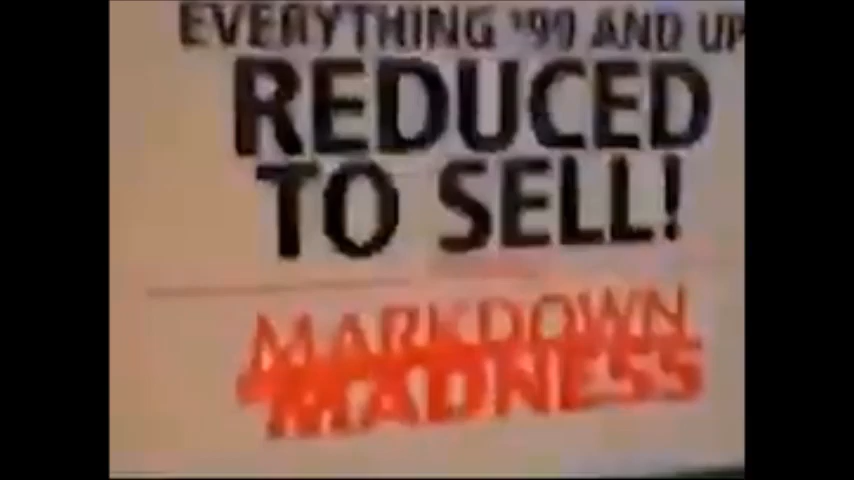 EVERYTHING '99 AND UP
REDUCED
TO SELL!
MARKDOWN
MADNESS